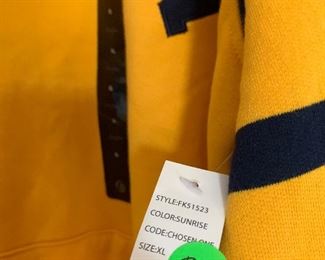 STYLE:FK51523
COLOR:SUNRISE
CODE:CHOSEN ONE
SIZE:XL